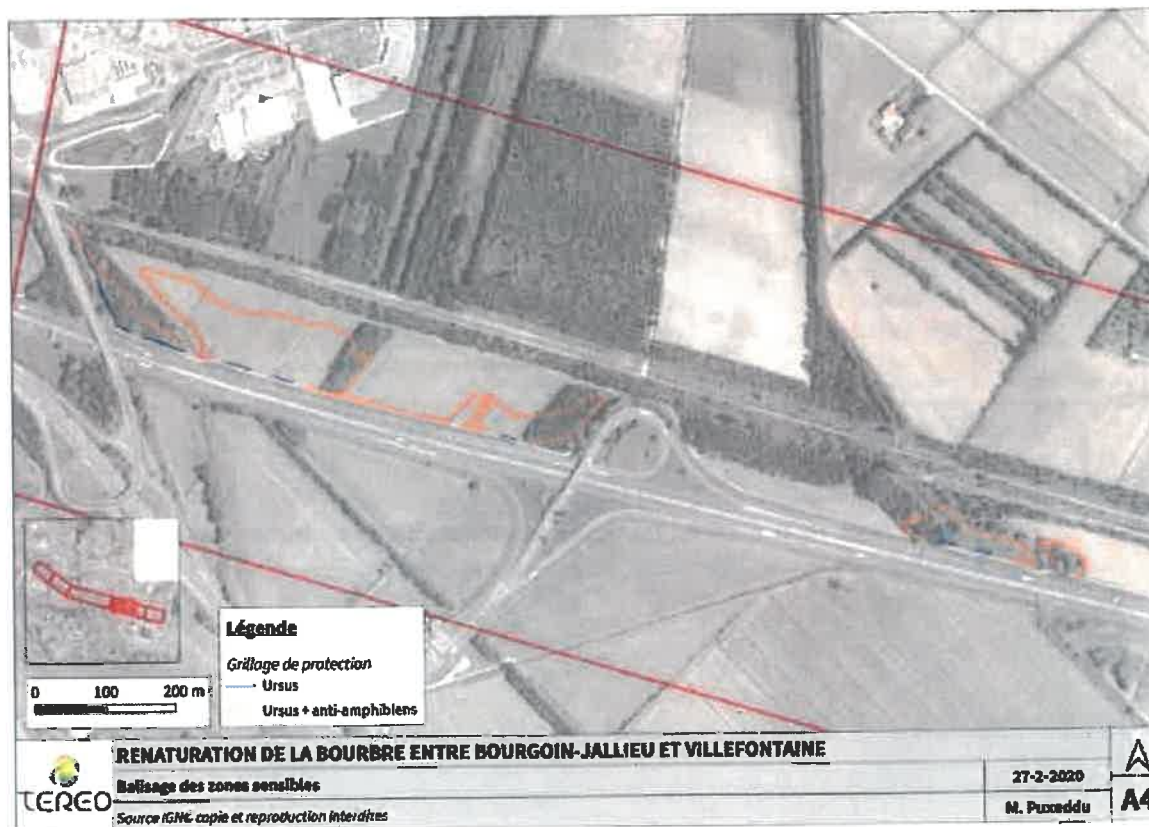 Légende
Grillage de protection
Ursus
Ursus + anti-amphibiens
0 100 200 m
TEREO
RENATURATION DE LA BOURBRE ENTRE BOURGOIN-JALLIEU ET VILLEFONTAINE
Balisage des zones sensibles
Source IGN© copie et reproduction interdites
27-2-2020
M. Puxeddu
A4